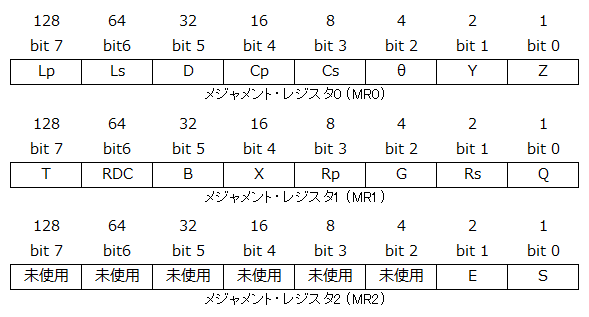 128 64 32 16 8 4 2 1
bit 7 bit6 bit 5 bit 4 bit 3 bit 2 bit 1 bit 0
Lp Ls D Cp Cs θ Y Z
メジャメント・レジスタ0 (MR0)
128 64 32 16 8 4 2 1
bit 7 bit6 bit 5 bit 4 bit 3 bit 2 bit 1 bit 0
T RDC B X Rp G Rs Q
メジャメント・レジスタ1 (MR1)
128 64 32 16 8 4 2 1
bit 7 bit6 bit 5 bit 4 bit 3 bit 2 bit 1 bit 0
未使用 未使用 未使用 未使用 未使用 未使用 E S
メジャメント・レジスタ2 (MR2)